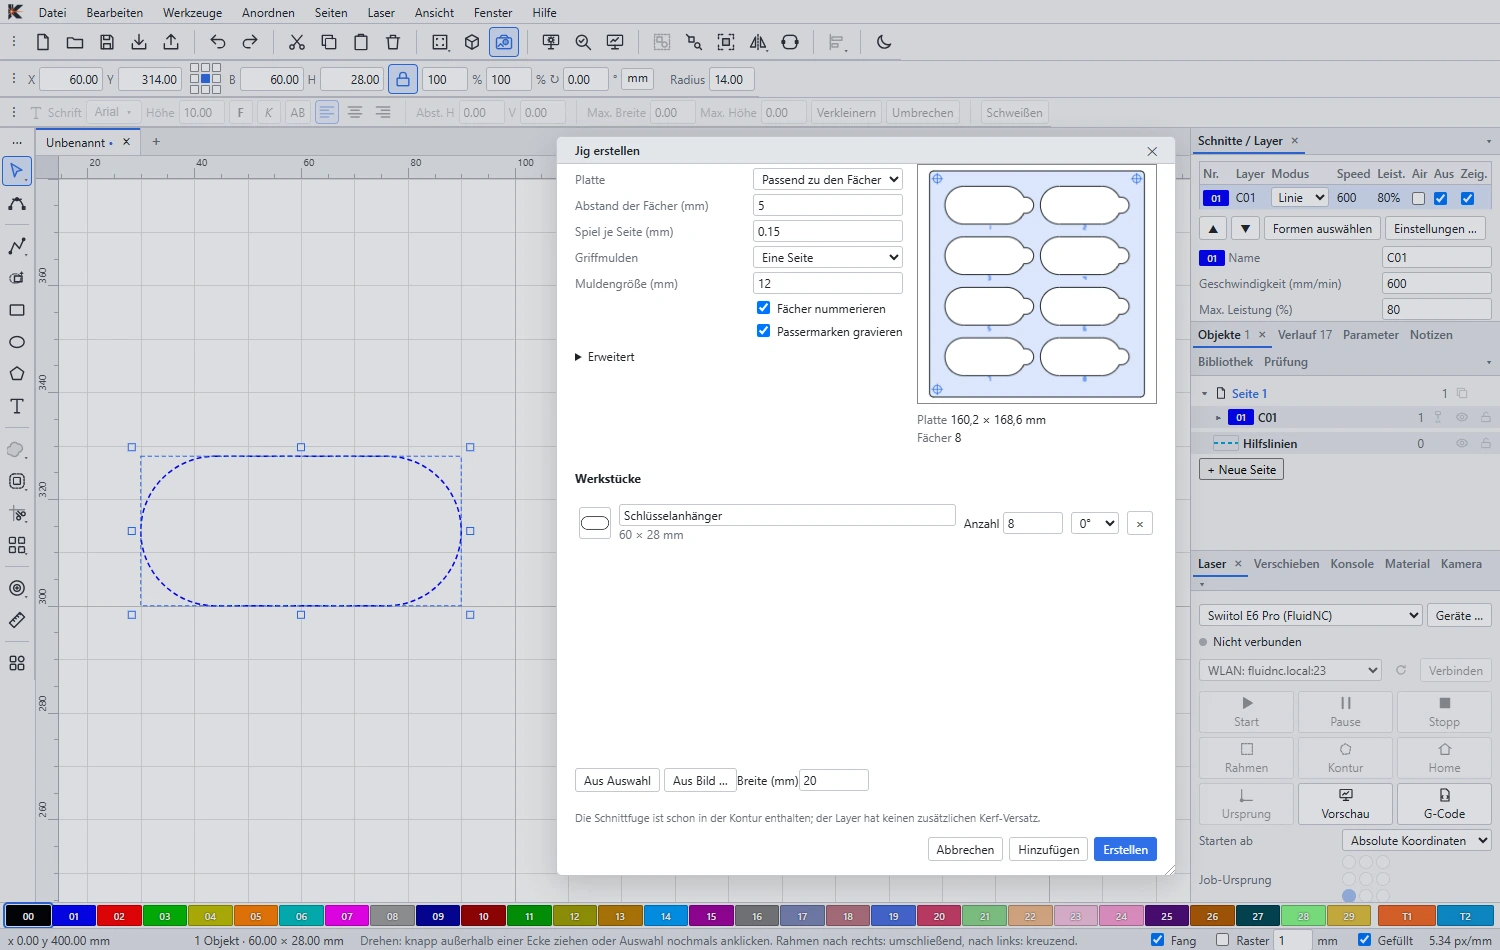 Datei Bearbeiten Werkzeuge Anordnen Seiten Laser Ansicht Fenster Hilfe
X 60.00 Y 314.00 B 60.00 H 28.00 100 % 100 % 0.00 ° mm Radius 14.00
Schrift Arial Höhe 10.00 F K AB Abst. H 0.00 V 0.00 Max. Breite 0.00 Max. Höhe 0.00 Verkleinern Umbrechen Schweißen
Unbenannt • × +
20 40 60 80 100
360
340
320
300
280
260
Jig erstellen
Platte Passend zu den Fächer
Abstand der Fächer (mm) 5
Spiel je Seite (mm) 0.15
Griffmulden Eine Seite
Muldengröße (mm) 12
Fächer nummerieren
Passermarken gravieren
Erweitert
Platte 160,2 × 168,6 mm
Fächer 8
Werkstücke
Schlüsselanhänger
60 × 28 mm
Anzahl 8 0° ×
Aus Auswahl Aus Bild ... Breite (mm) 20
Die Schnittfuge ist schon in der Kontur enthalten; der Layer hat keinen zusätzlichen Kerf-Versatz.
Abbrechen Hinzufügen Erstellen
Schnitte / Layer ×
Nr. Layer Modus Speed Leist. Air Aus Zeig.
01 C01 Linie 600 80%
▲ ▼ Formen auswählen Einstellungen ...
01 Name C01
Geschwindigkeit (mm/min) 600
Max. Leistung (%) 80
Objekte 1 × Verlauf 17 Parameter Notizen
Bibliothek Prüfung
Seite 1 1
01 C01 1
Hilfslinien 0
+ Neue Seite
Laser × Verschieben Konsole Material Kamera
Swiitol E6 Pro (FluidNC) Geräte ...
Nicht verbunden
WLAN: fluidnc.local:23 Verbinden
Start Pause Stopp
Rahmen Kontur Home
Ursprung Vorschau G-Code
Starten ab Absolute Koordinaten
Job-Ursprung
00 01 02 03 04 05 06 07 08 09 10 11 12 13 14 15 16 17 18 19 20 21 22 23 24 25 26 27 28 29 T1 T2
x 0.00 y 400.00 mm 1 Objekt · 60.00 × 28.00 mm Drehen: knapp außerhalb einer Ecke ziehen oder Auswahl nochmals anklicken. Rahmen nach rechts: umschließend, nach links: kreuzend. Fang Raster 1 mm Gefüllt 5.34 px/mm